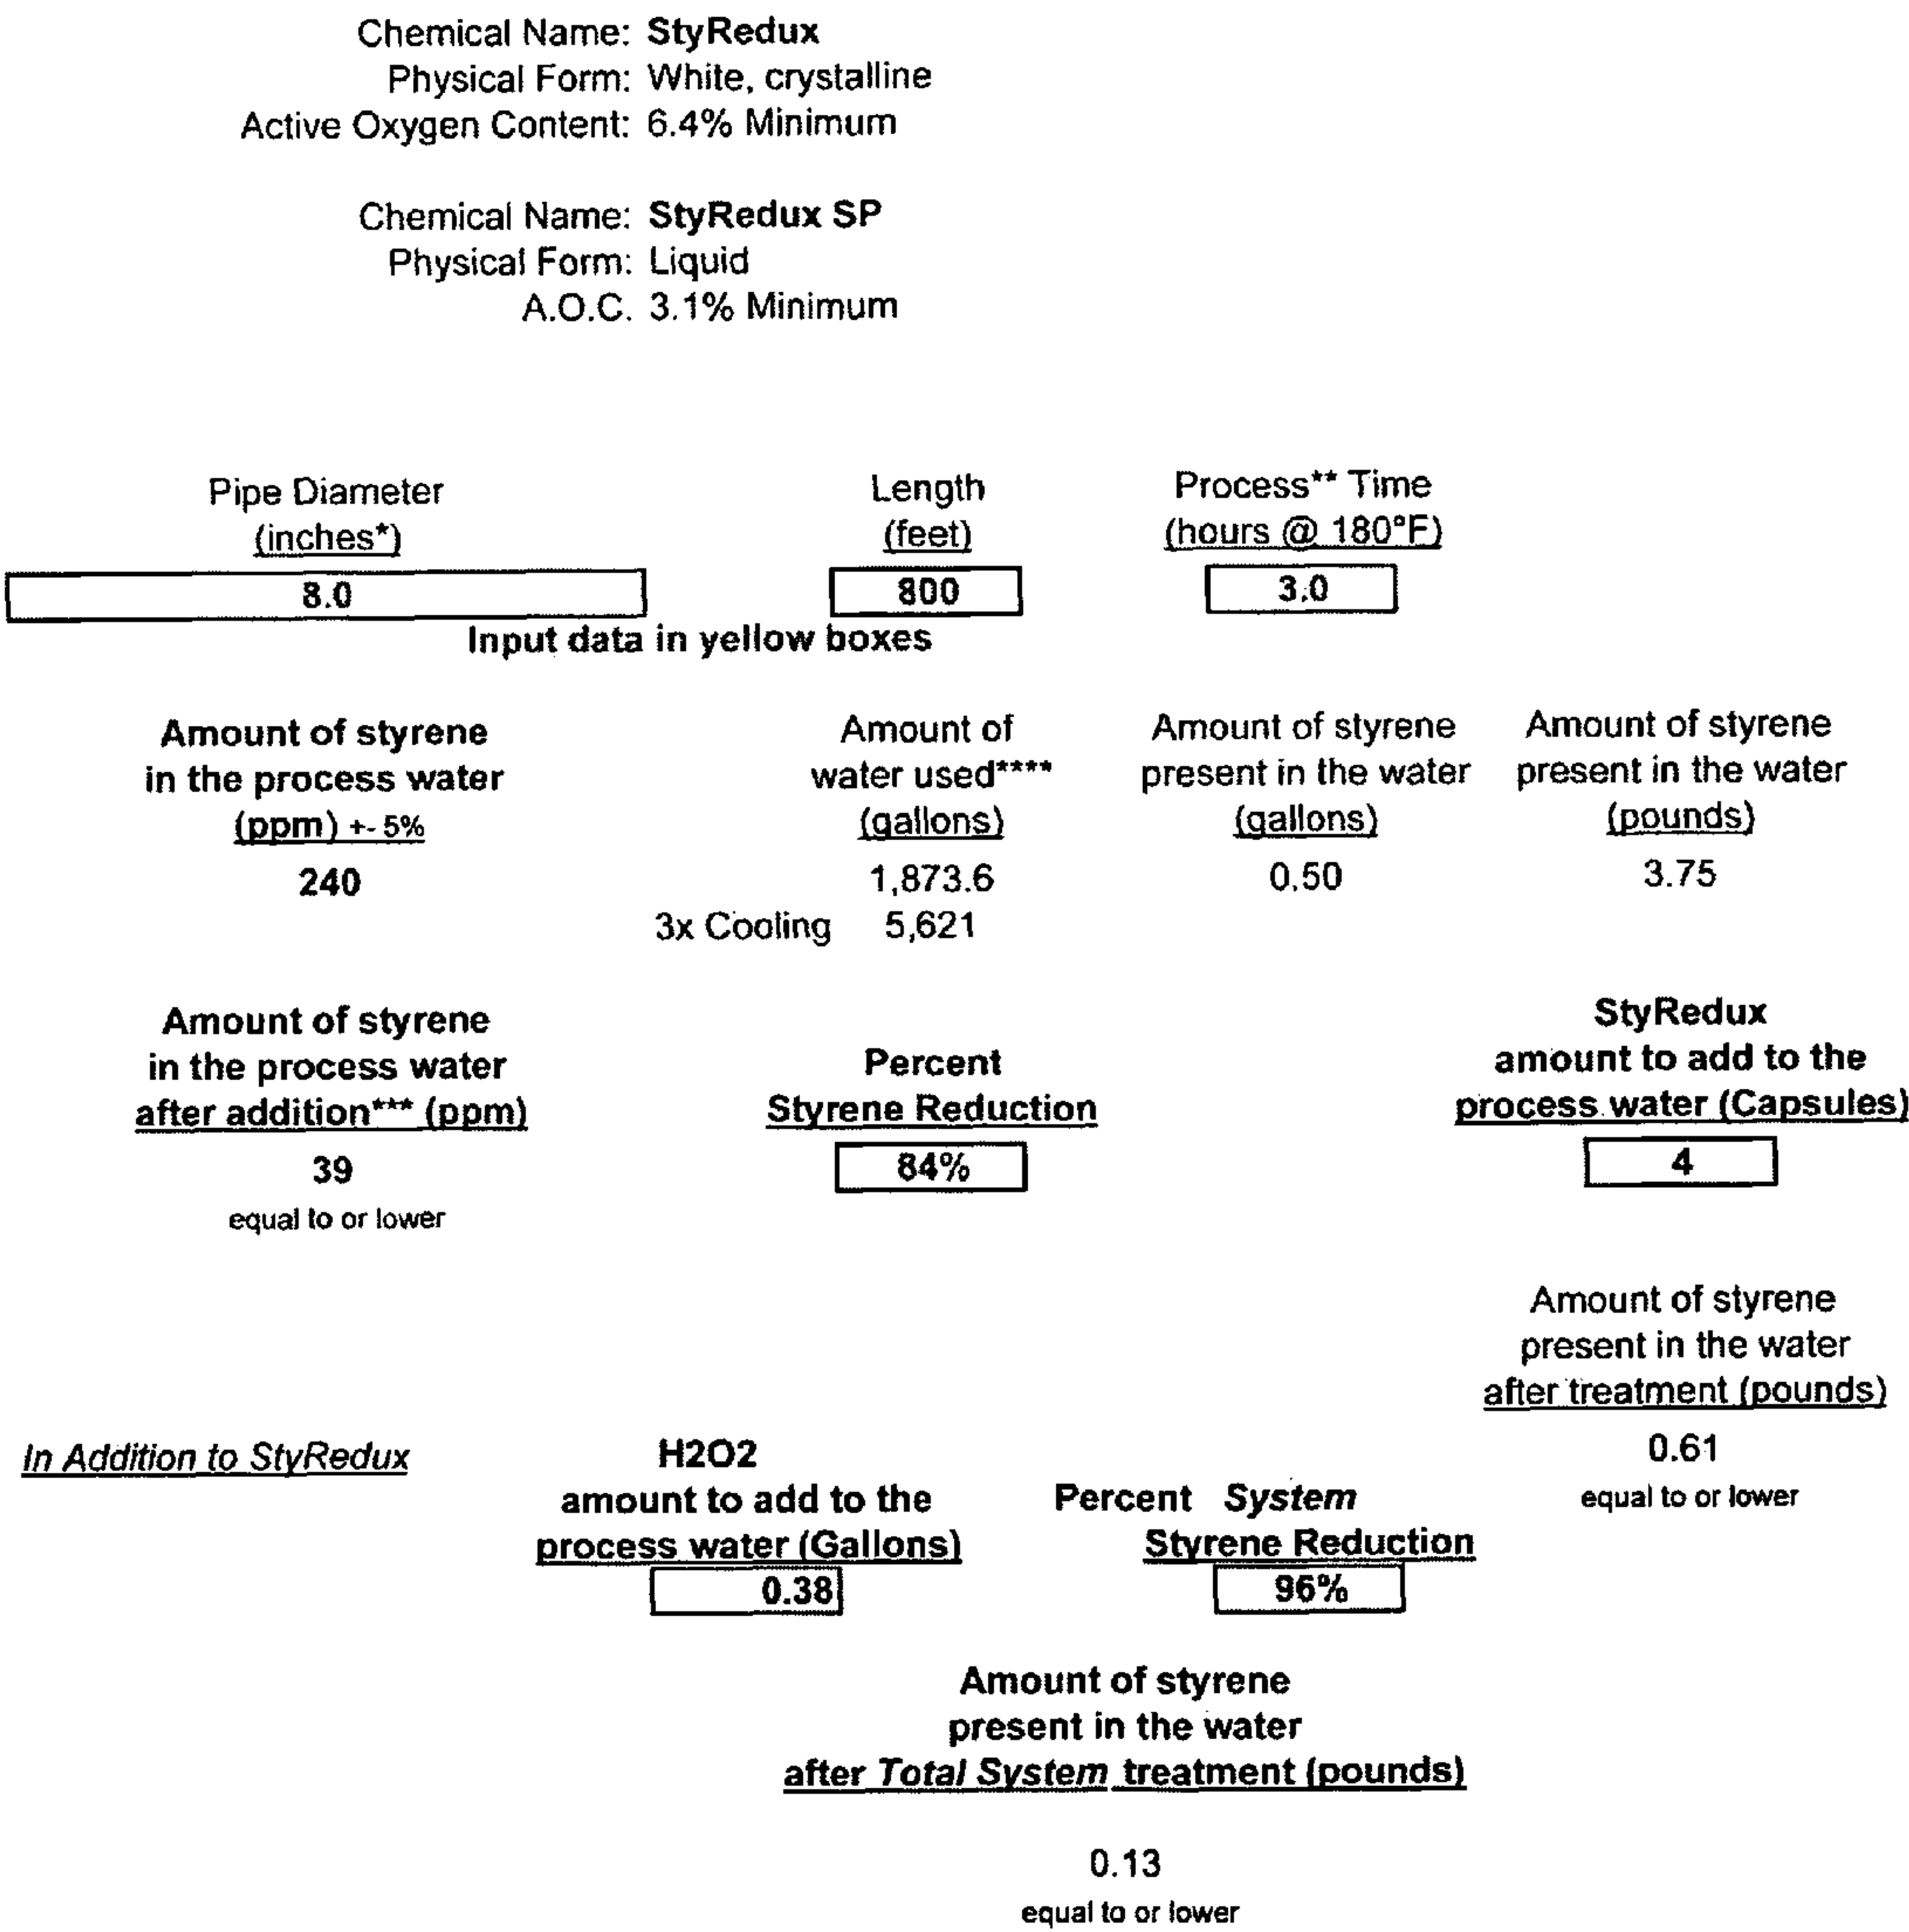 Chemical Name: StyRedux
Physical Form: White, crystalline
Active Oxygen Content: 6.4% Minimum
Chemical Name: StyRedux SP
Physical Form: Liquid
A.O.C. 3.1% Minimum
Pipe Diameter
(inches*)
8.0
Length
(feet)
800
Process** Time
(hours @ 180°F)
3.0
Input data in yellow boxes
Amount of styrene
in the process water
(ppm) +- 5%
240
Amount of
water used****
(gallons)
1,873.6
3x Cooling 5,621
Amount of styrene
present in the water
(gallons)
0.50
Amount of styrene
present in the water
(pounds)
3.75
Amount of styrene
in the process water
after addition*** (ppm)
39
equal to or lower
Percent
Styrene Reduction
84%
StyRedux
amount to add to the
process water (Capsules)
4
Amount of styrene
present in the water
after treatment (pounds)
0.61
equal to or lower
In Addition to StyRedux
H2O2
amount to add to the
process water (Gallons)
0.38
Percent System
Styrene Reduction
96%
Amount of styrene
present in the water
after Total System treatment (pounds)
0.13
equal to or lower